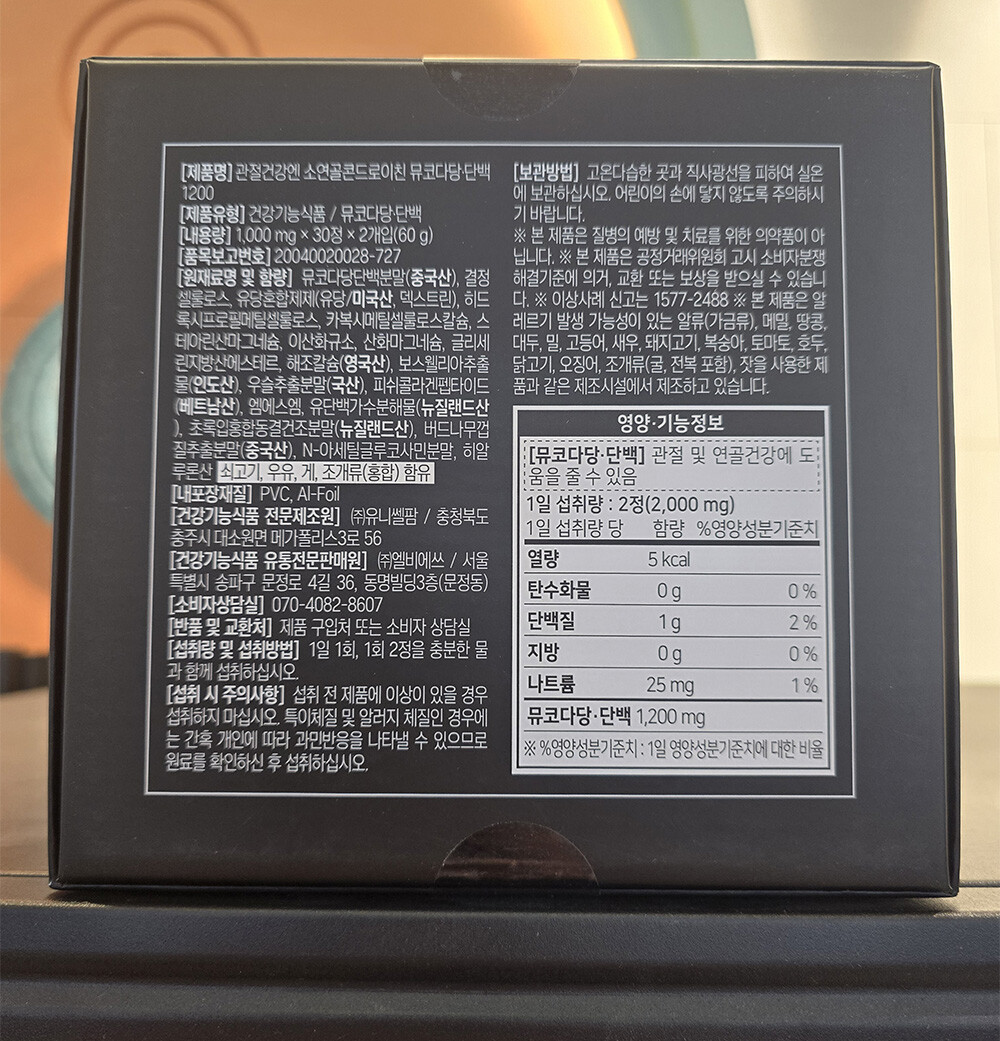 [제품명] 관절건강엔 소연골콘드로이친 뮤코다당·단백
1200
[제품유형] 건강기능식품 / 뮤코다당·단백
[내용량] 1,000 mg × 30정 × 2개입(60 g)
[품목보고번호] 20040020028-727
[원재료명 및 함량] 뮤코다당단백분말(중국산), 결정
셀룰로스, 유당혼합제제(유당/미국산, 덱스트린), 히드
록시프로필메틸셀룰로스, 카복시메틸셀룰로스칼슘, 스
테아린산마그네슘, 이산화규소, 산화마그네슘, 글리세
린지방산에스테르, 해조칼슘(영국산), 보스웰리아추출
물(인도산), 우슬추출분말(국산), 피쉬콜라겐펩타이드
(베트남산), 엠에스엠, 유단백가수분해물(뉴질랜드산
), 초록입홍합동결건조분말(뉴질랜드산), 버드나무껍
질추출분말(중국산), N-아세틸글루코사민분말, 히알
루론산 쇠고기, 우유, 게, 조개류(홍합) 함유
[내포장재질] PVC, Al-Foil
[건강기능식품 전문제조원] ㈜유니쎌팜 / 충청북도
충주시 대소원면 메가폴리스3로 56
[건강기능식품 유통전문판매원] ㈜엘비에쓰 / 서울
특별시 송파구 문정로 4길 36, 동명빌딩3층(문정동)
[소비자상담실] 070-4082-8607
[반품 및 교환처] 제품 구입처 또는 소비자 상담실
[섭취량 및 섭취방법] 1일 1회, 1회 2정을 충분한 물
과 함께 섭취하십시오.
[섭취 시 주의사항] 섭취 전 제품에 이상이 있을 경우
섭취하지 마십시오. 특이체질 및 알러지 체질인 경우에
는 간혹 개인에 따라 과민반응을 나타낼 수 있으므로
원료를 확인하신 후 섭취하십시오.
[보관방법] 고온다습한 곳과 직사광선을 피하여 실온
에 보관하십시오. 어린이의 손에 닿지 않도록 주의하시
기 바랍니다.
※ 본 제품은 질병의 예방 및 치료를 위한 의약품이 아
닙니다. ※ 본 제품은 공정거래위원회 고시 소비자분쟁
해결기준에 의거, 교환 또는 보상을 받으실 수 있습니
다. ※ 이상사례 신고는 1577-2488 ※ 본 제품은 알
레르기 발생 가능성이 있는 알류(가금류), 메밀, 땅콩,
대두, 밀, 고등어, 새우, 돼지고기, 복숭아, 토마토, 호두,
닭고기, 오징어, 조개류(굴, 전복 포함), 잣을 사용한 제
품과 같은 제조시설에서 제조하고 있습니다.
영양·기능정보
[뮤코다당·단백] 관절 및 연골건강에 도
움을 줄 수 있음
1일 섭취량 : 2정(2,000 mg)
1일 섭취량 당 함량 %영양성분기준치
열량 5 kcal
탄수화물 0 g 0 %
단백질 1 g 2 %
지방 0 g 0 %
나트륨 25 mg 1 %
뮤코다당·단백 1,200 mg
※ %영양성분기준치 : 1일 영양성분기준치에 대한 비율